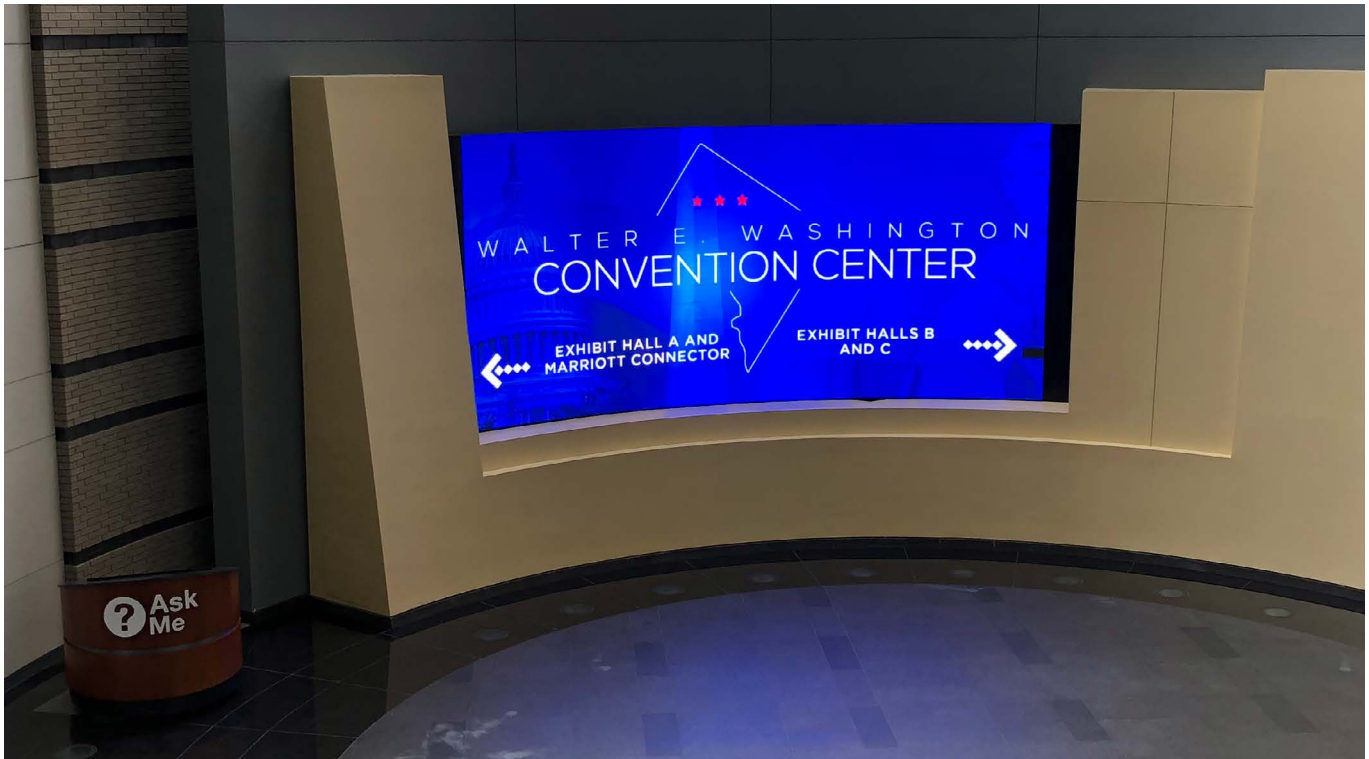 WALTER E. WASHINGTON
CONVENTION CENTER
EXHIBIT HALL A AND
MARRIOTT CONNECTOR
EXHIBIT HALLS B
AND C
? Ask
Me